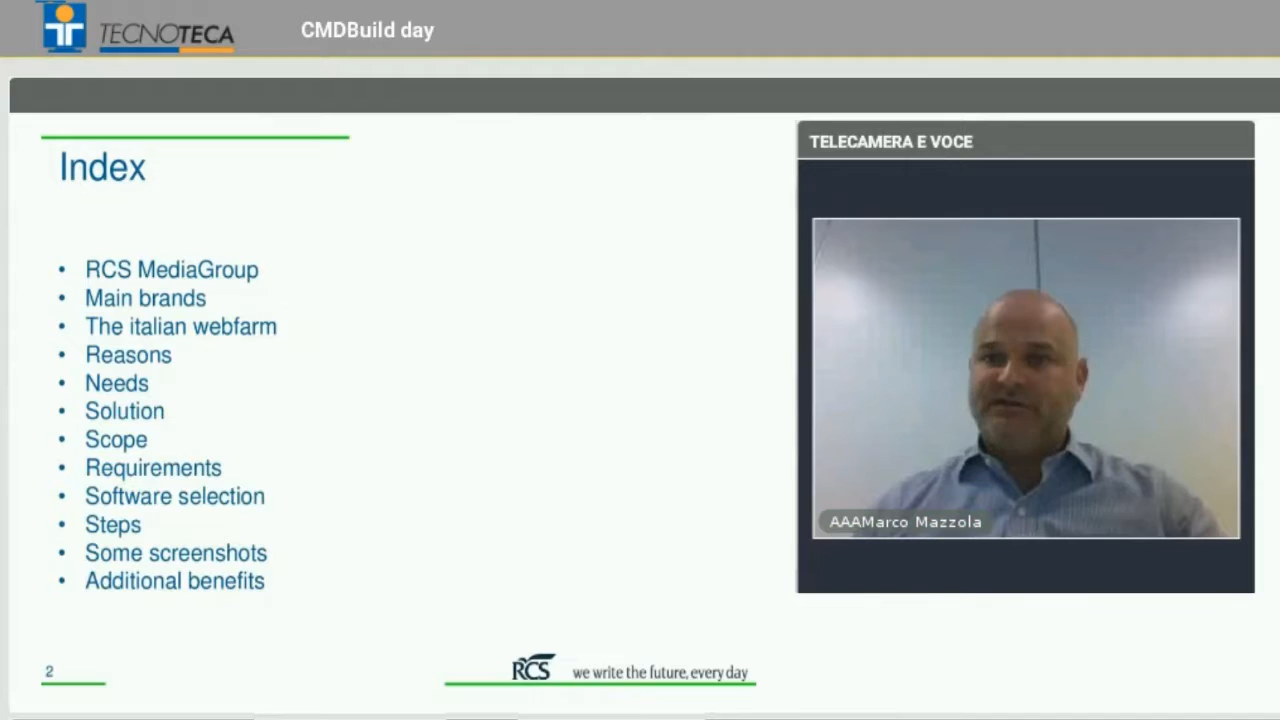 TECNOTECA
CMDBuild day
Index
• RCS MediaGroup
• Main brands
• The italian webfarm
• Reasons
• Needs
• Solution
• Scope
• Requirements
• Software selection
• Steps
• Some screenshots
• Additional benefits
TELECAMERA E VOCE
AAAMarco Mazzola
2
RCS we write the future, every day